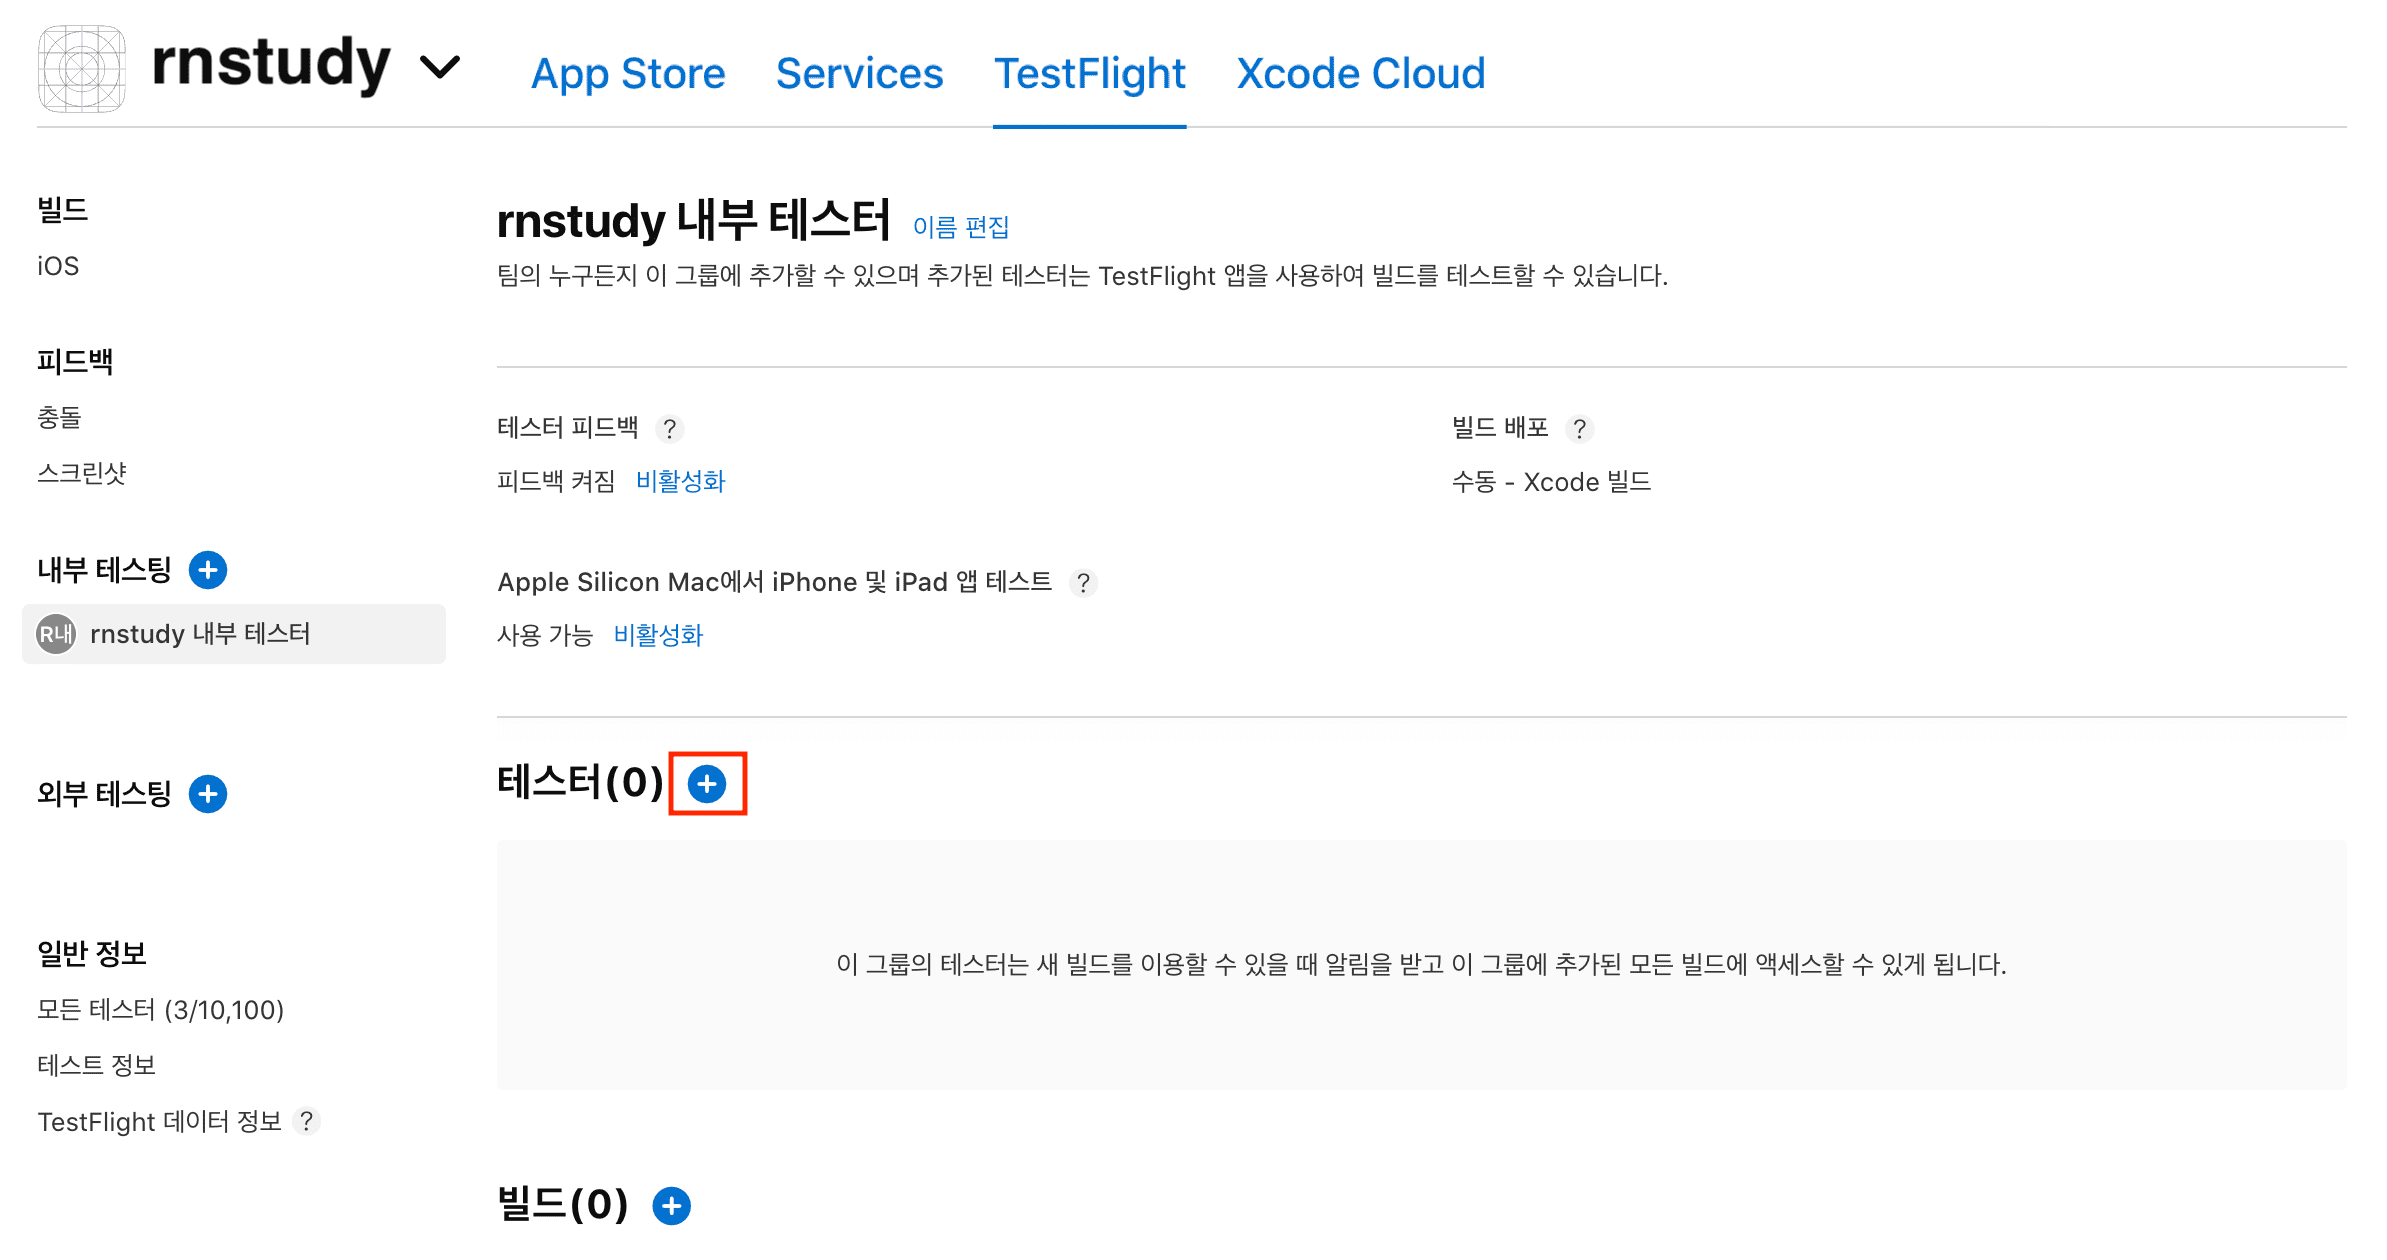 rnstudy
App Store Services TestFlight Xcode Cloud
빌드
iOS
피드백
충돌
스크린샷
내부 테스팅
R내 rnstudy 내부 테스터
외부 테스팅
일반 정보
모든 테스터 (3/10,100)
테스트 정보
TestFlight 데이터 정보 ?
rnstudy 내부 테스터 이름 편집
팀의 누구든지 이 그룹에 추가할 수 있으며 추가된 테스터는 TestFlight 앱을 사용하여 빌드를 테스트할 수 있습니다.
테스터 피드백 ?
피드백 켜짐 비활성화
빌드 배포 ?
수동 - Xcode 빌드
Apple Silicon Mac에서 iPhone 및 iPad 앱 테스트 ?
사용 가능 비활성화
테스터(0)
이 그룹의 테스터는 새 빌드를 이용할 수 있을 때 알림을 받고 이 그룹에 추가된 모든 빌드에 액세스할 수 있게 됩니다.
빌드(0)